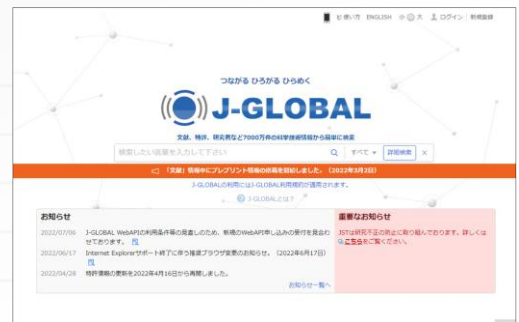 使い方 ENGLISH 小 大 ログイン 新規登録
つながる ひろがる ひらめく
J-GLOBAL
文献、特許、研究者など7000万件の科学技術情報から簡単に検索
検索したい言葉を入力して下さい すべて 詳細検索 ×
「文献」情報中にプレプリント情報の収載を開始しました。（2022年3月2日）
J-GLOBALの利用にはJ-GLOBAL利用規約が適用されます。
J-GLOBALとは？
お知らせ
2022/07/06 J-GLOBAL WebAPIの利用条件等の見直しのため、新規のWebAPI申し込みの受付を見合わ
せております。
2022/06/17 Internet Explorerサポート終了に伴う推奨ブラウザ変更のお知らせ。（2022年6月17日）
2022/04/28 特許情報の更新を2022年4月16日から再開しました。
お知らせ一覧へ
重要なお知らせ
JSTは研究不正の防止に取り組んでおります。詳しくは
こちらをご覧ください。